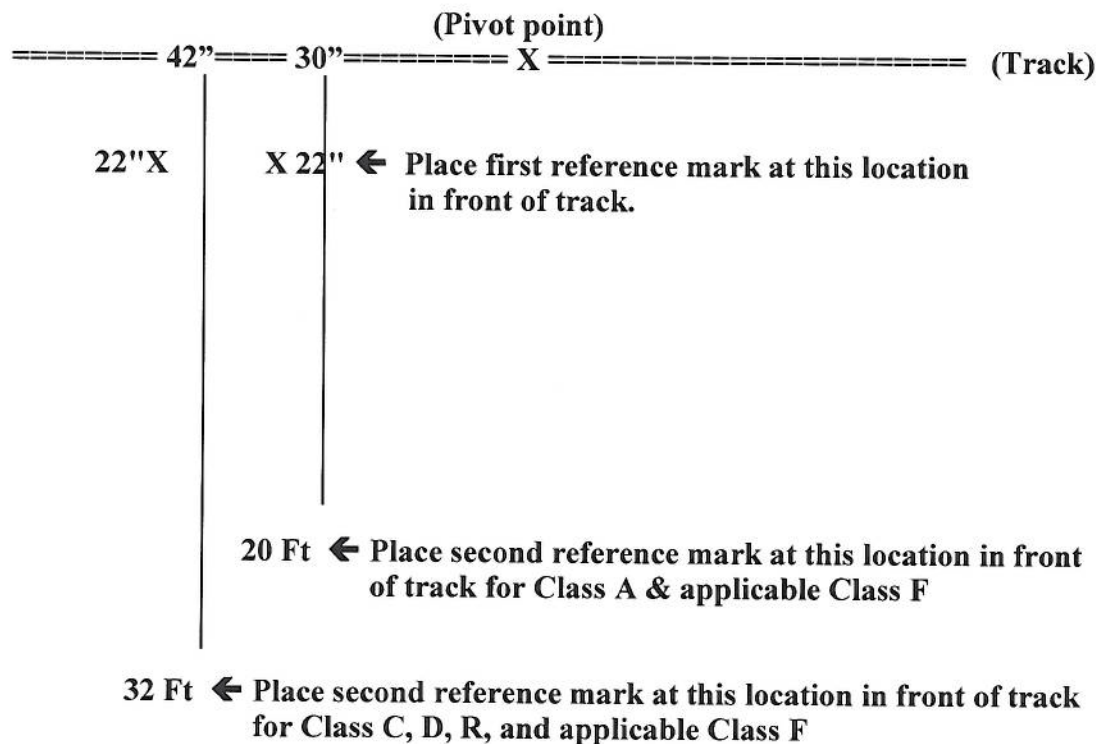 (Pivot point)
======== 42”==== 30”========= X ======================= (Track)
22"X X 22" ← Place first reference mark at this location
in front of track.
20 Ft ← Place second reference mark at this location in front
of track for Class A & applicable Class F
32 Ft ← Place second reference mark at this location in front of track
for Class C, D, R, and applicable Class F